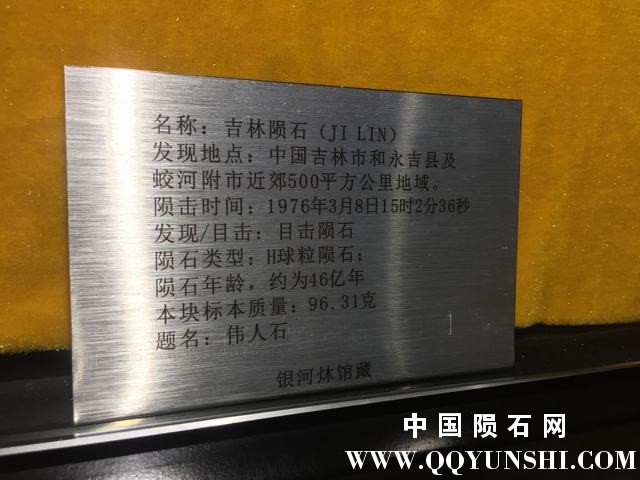 名称：吉林陨石（JI LIN）
发现地点：中国吉林市和永吉县及
蛟河附市近郊500平方公里地域。
陨击时间：1976年3月8日15时2分36秒
发现/目击：目击陨石
陨石类型：H球粒陨石；
陨石年龄，约为46亿年
本块标本质量：96.31克
题名：伟人石
银河炑馆藏
中国陨石网
WWW.QQYUNSHI.COM